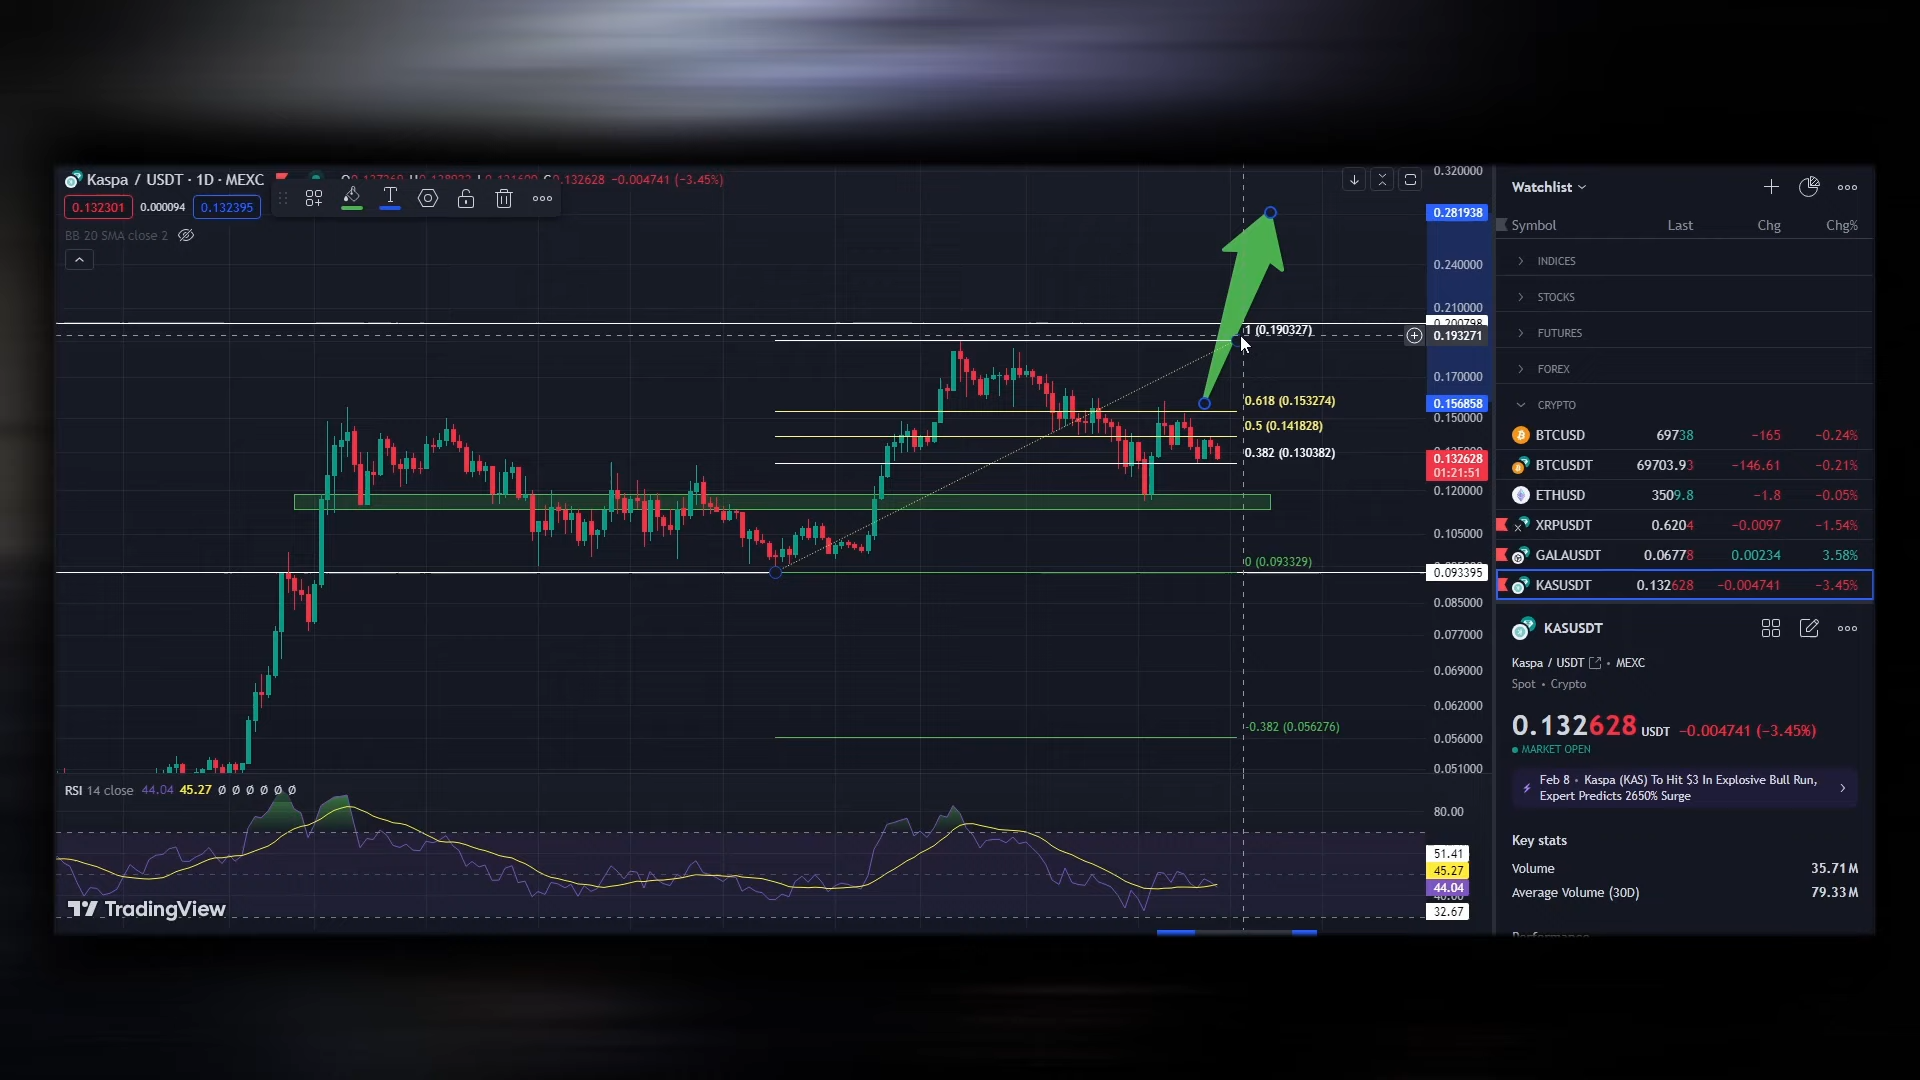 Kaspa / USDT · 1D · MEXC
0.132628 −0.004741 (−3.45%)
0.132301 0.000094 0.132395
BB 20 SMA close 2
0.320000
0.281938
0.240000
0.210000
0.200798
0.193271
0.170000
0.156858
0.150000
0.132628
01:21:51
0.120000
0.105000
0.093395
0.085000
0.077000
0.069000
0.062000
0.056000
0.051000
1 (0.190327)
0.618 (0.153274)
0.5 (0.141828)
0.382 (0.130382)
0 (0.093329)
-0.382 (0.056276)
RSI 14 close 44.04 45.27 Ø Ø Ø Ø Ø Ø
80.00
51.41
45.27
44.04
32.67
TradingView
Watchlist
Symbol Last Chg Chg%
INDICES
STOCKS
FUTURES
FOREX
CRYPTO
BTCUSD 69738 −165 −0.24%
BTCUSDT 69703.93 −146.61 −0.21%
ETHUSD 3509.8 −1.8 −0.05%
XRPUSDT 0.6204 −0.0097 −1.54%
GALAUSDT 0.06778 0.00234 3.58%
KASUSDT 0.132628 −0.004741 −3.45%
KASUSDT
Kaspa / USDT • MEXC
Spot • Crypto
0.132628 USDT −0.004741 (−3.45%)
MARKET OPEN
Feb 8 • Kaspa (KAS) To Hit $3 In Explosive Bull Run,
Expert Predicts 2650% Surge
Key stats
Volume 35.71M
Average Volume (30D) 79.33M